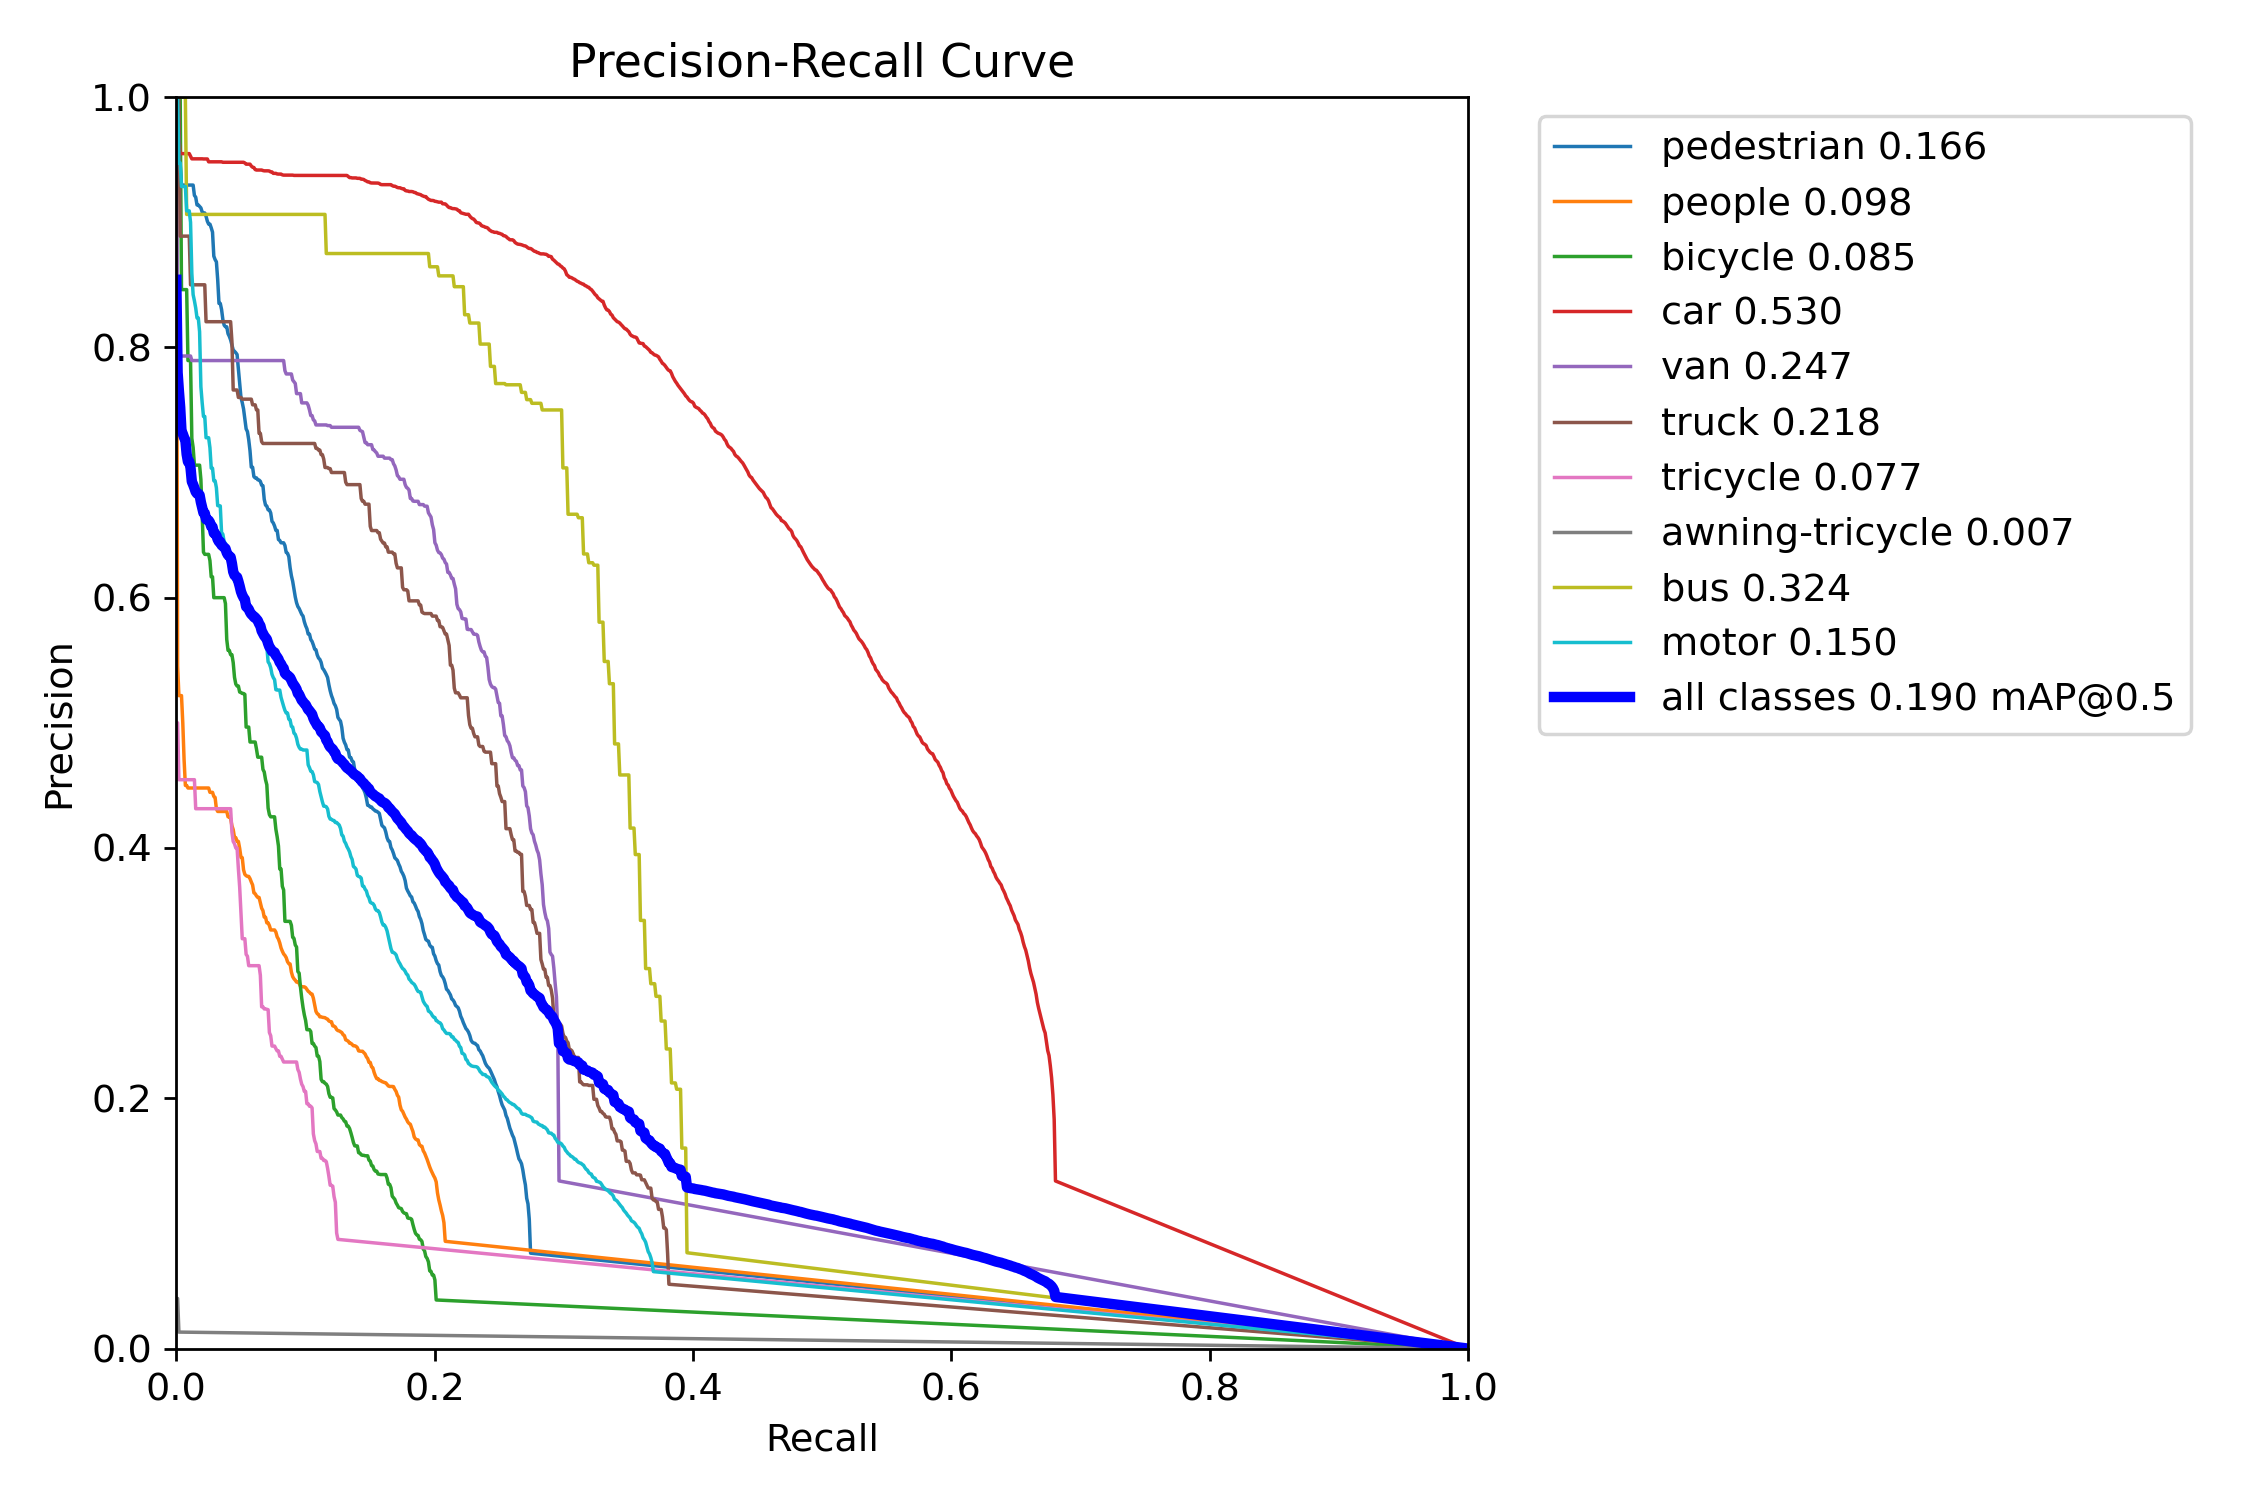 Precision-Recall Curve
1.0
0.8
0.6
0.4
0.2
0.0
Precision
0.0 0.2 0.4 0.6 0.8 1.0
Recall
pedestrian 0.166
people 0.098
bicycle 0.085
car 0.530
van 0.247
truck 0.218
tricycle 0.077
awning-tricycle 0.007
bus 0.324
motor 0.150
all classes 0.190 mAP@0.5